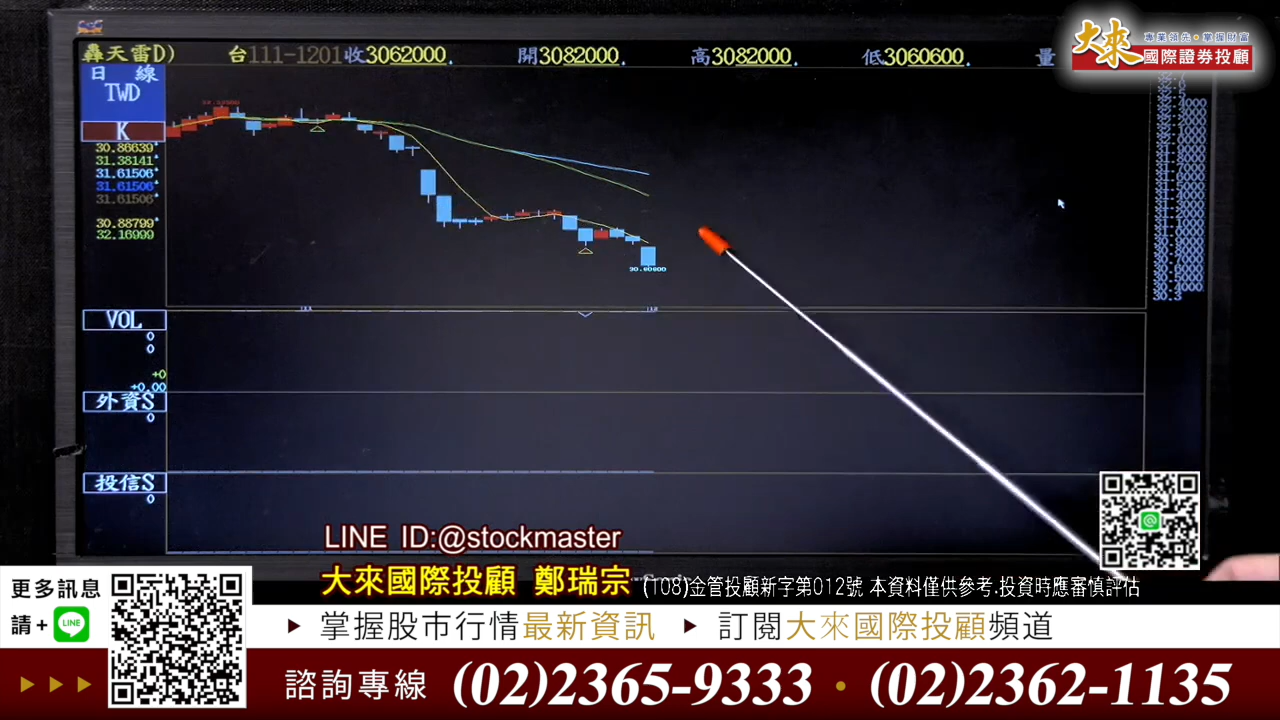 大來 專業領先•掌握財富
國際證券投顧
轟天雷D) 台111-1201收3062000. 開3082000. 高3082000. 低3060600. 量
日 線
TWD
K
30.86639
31.38141
31.61506
31.61506
31.61506
30.88799
32.16999
30.60600
VOL
0
0
+0
+0.00
外資S
0
投信S
0
LINE ID:@stockmaster
大來國際投顧 鄭瑞宗 (108)金管投顧新字第012號 本資料僅供參考.投資時應審慎評估
更多訊息
請+ LINE
掌握股市行情最新資訊 訂閱大來國際投顧頻道
諮詢專線 (02)2365-9333 • (02)2362-1135